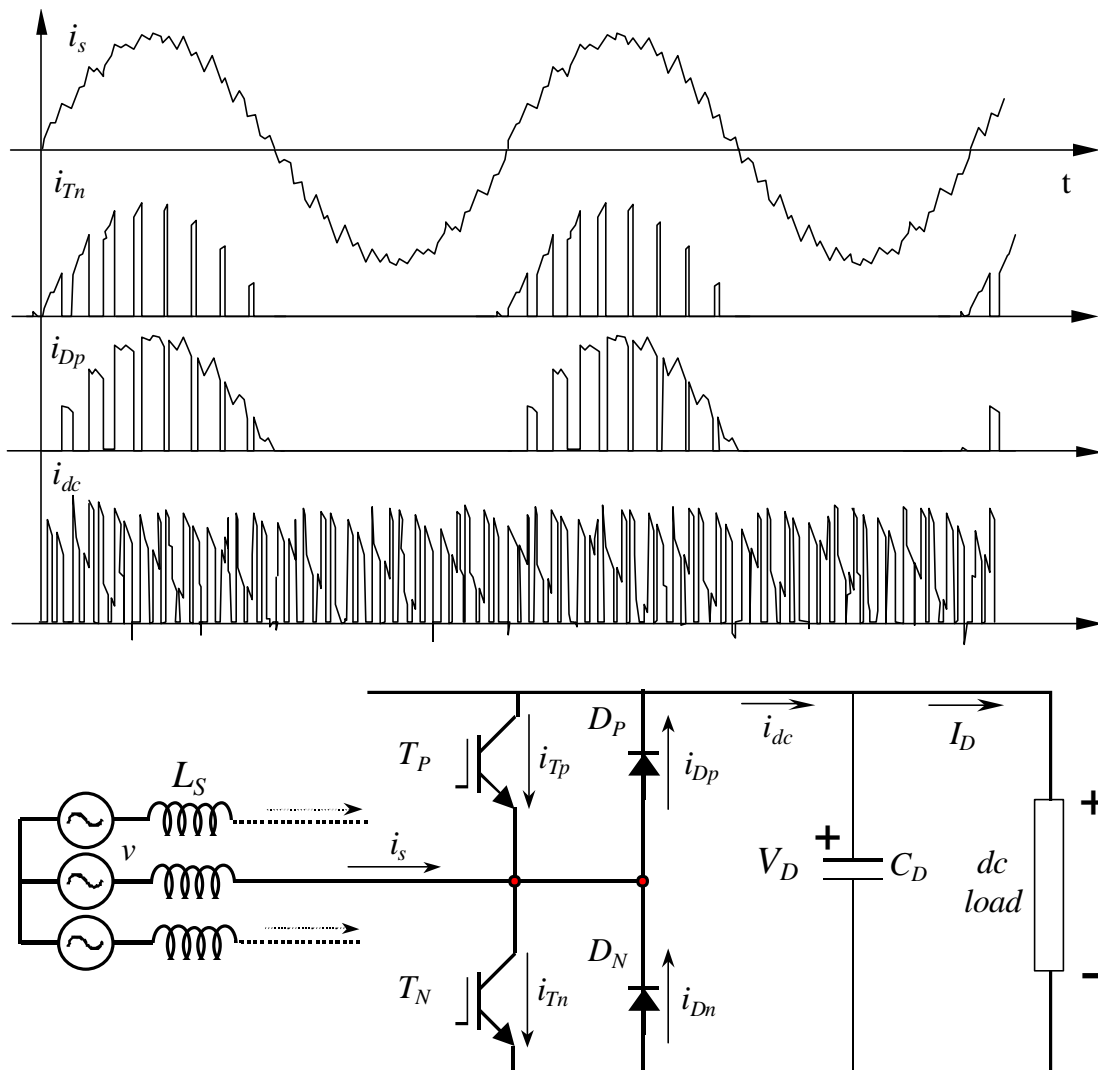 i_s
t
i_Tn
i_Dp
i_dc
D_P
i_dc
I_D
T_P
i_Tp
i_Dp
L_S
v
i_s
+
V_D
C_D
dc
load
+
D_N
T_N
i_Tn
i_Dn
−